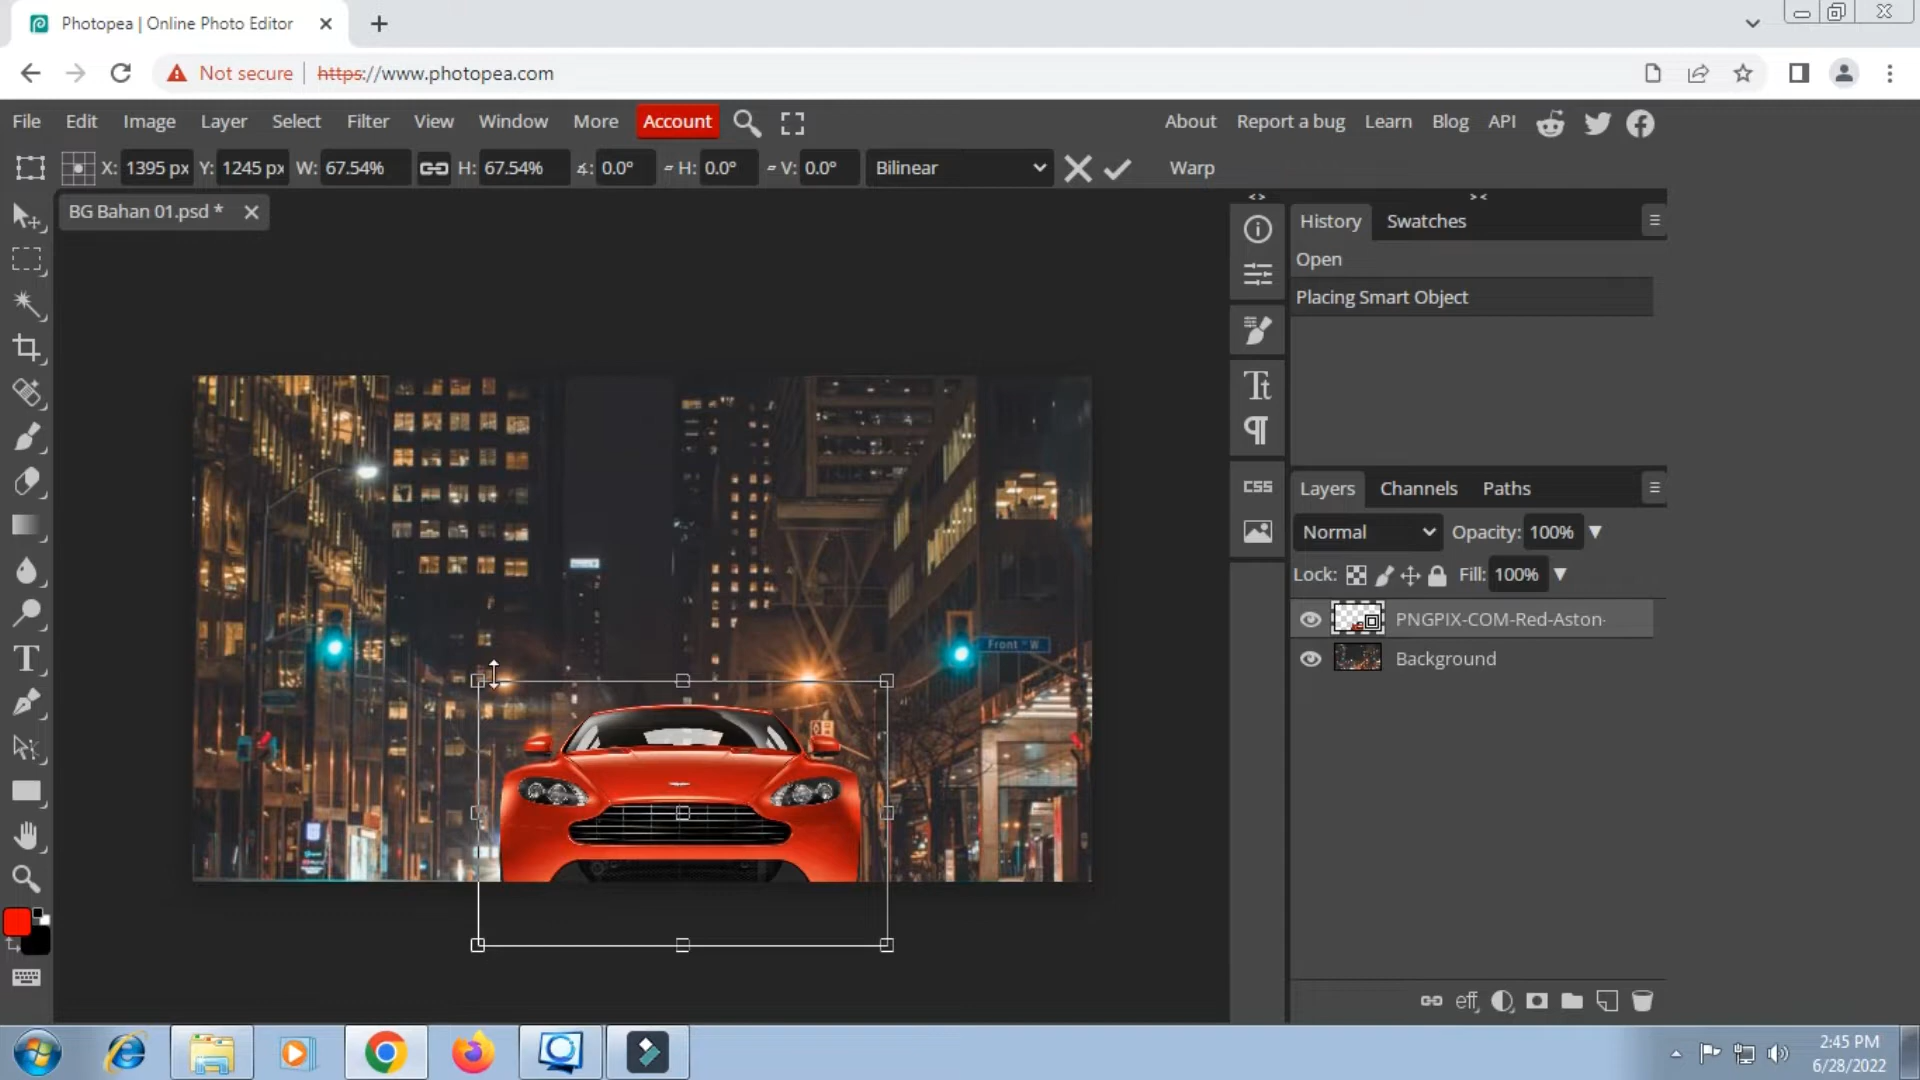 Photopea | Online Photo Editor
Not secure https://www.photopea.com
File Edit Image Layer Select Filter View Window More Account About Report a bug Learn Blog API
X: 1395 px Y: 1245 px W: 67.54% H: 67.54% ∡: 0.0° H: 0.0° V: 0.0° Bilinear Warp
BG Bahan 01.psd *
History Swatches
Open
Placing Smart Object
CSS
Layers Channels Paths
Normal Opacity: 100%
Lock: Fill: 100%
PNGPIX-COM-Red-Aston-
Background
Front
eff
2:45 PM
6/28/2022